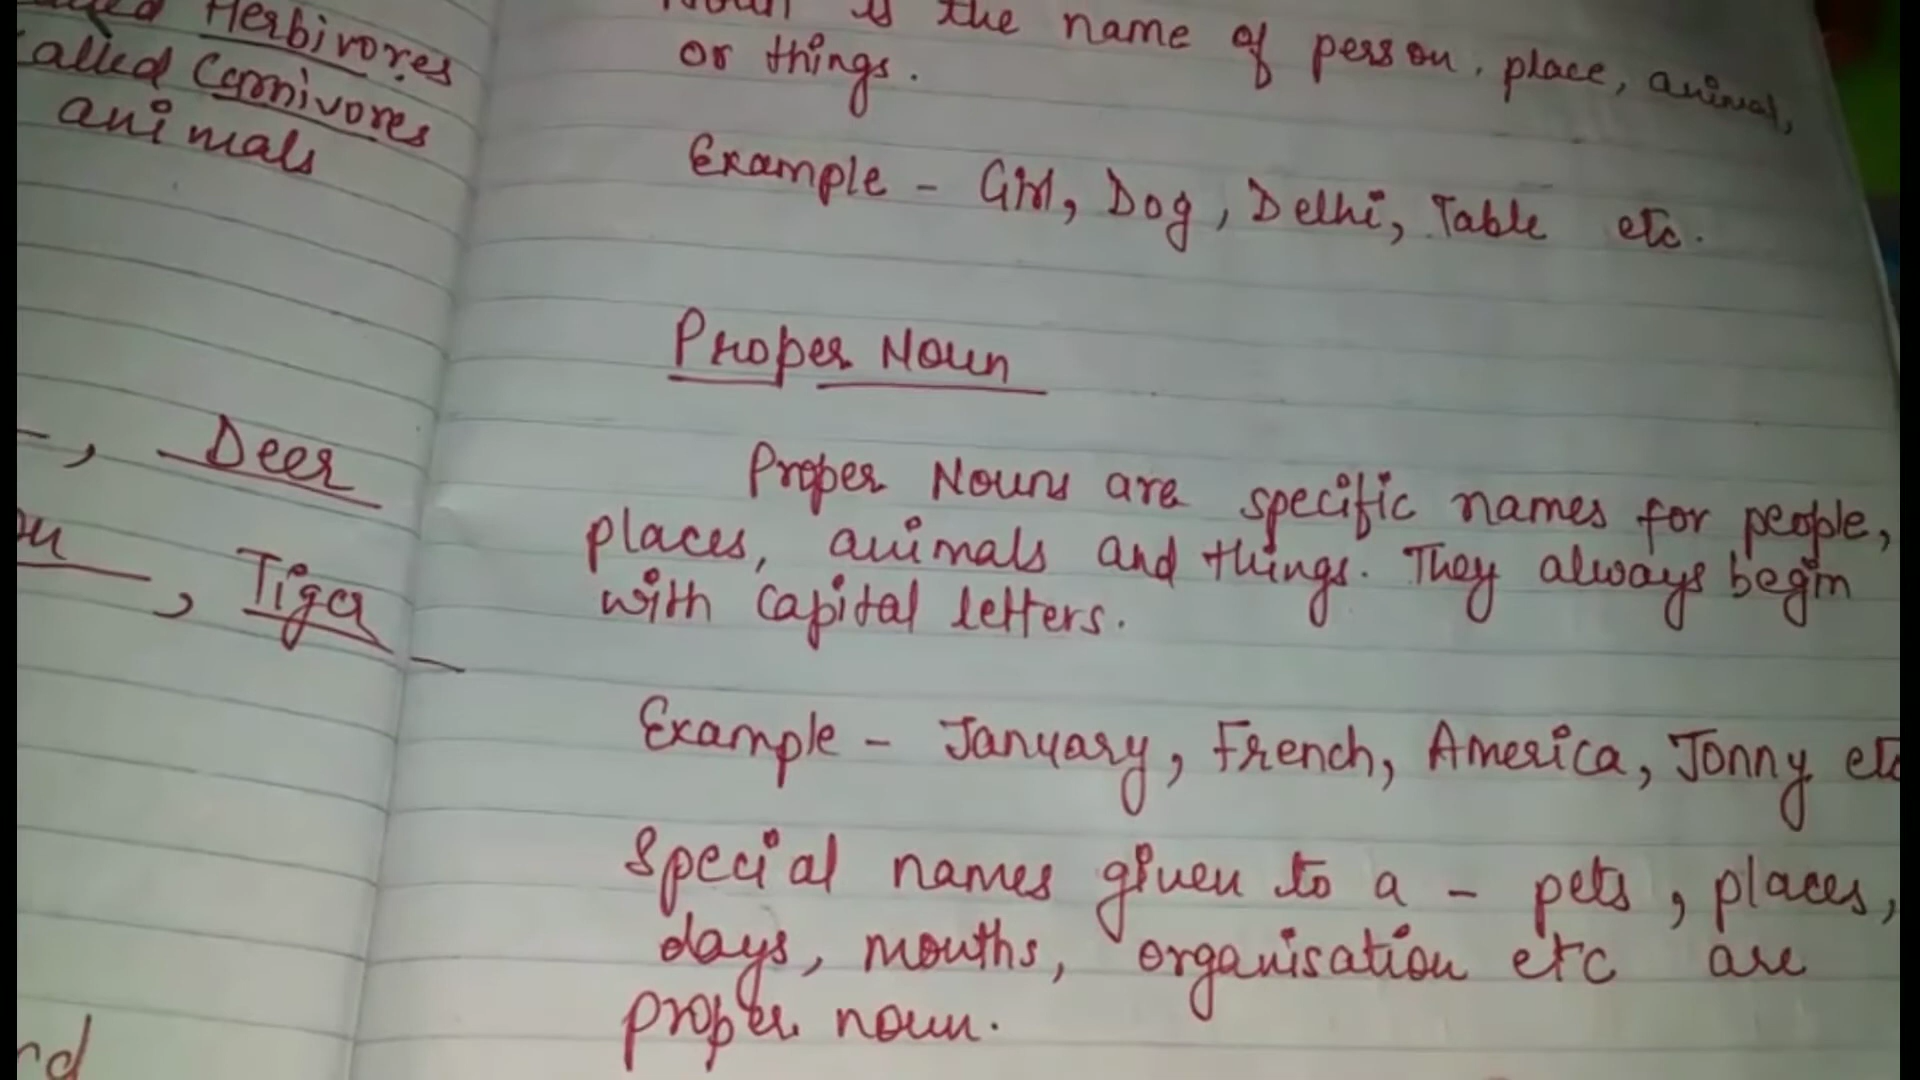 Herbivores
called Carnivores
animals
Deer
Tiger
Noun is the name of person, place, animal,
or things.
Example - Girl, Dog, Delhi, Table etc.
Proper Noun
Proper Nouns are specific names for people,
places, animals and things. They always begin
with capital letters.
Example - January, French, America, Jonny etc
Special names given to a - pets, places,
days, months, organisation etc are
proper noun.